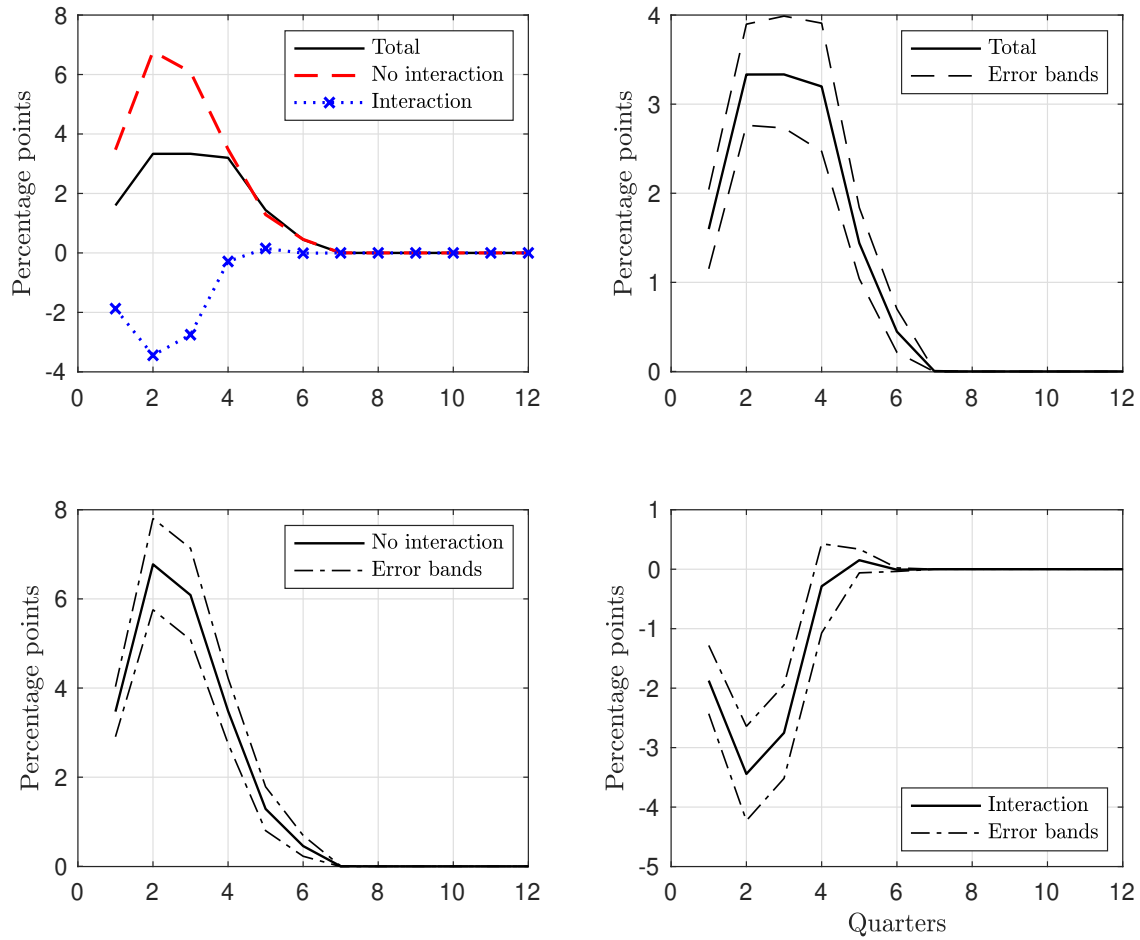 8
6
4
2
0
-2
-4
0 2 4 6 8 10 12
Percentage points
Total
No interaction
Interaction
4
3
2
1
0
0 2 4 6 8 10 12
Percentage points
Total
Error bands
8
6
4
2
0
0 2 4 6 8 10 12
Percentage points
No interaction
Error bands
1
0
-1
-2
-3
-4
-5
0 2 4 6 8 10 12
Percentage points
Interaction
Error bands
Quarters